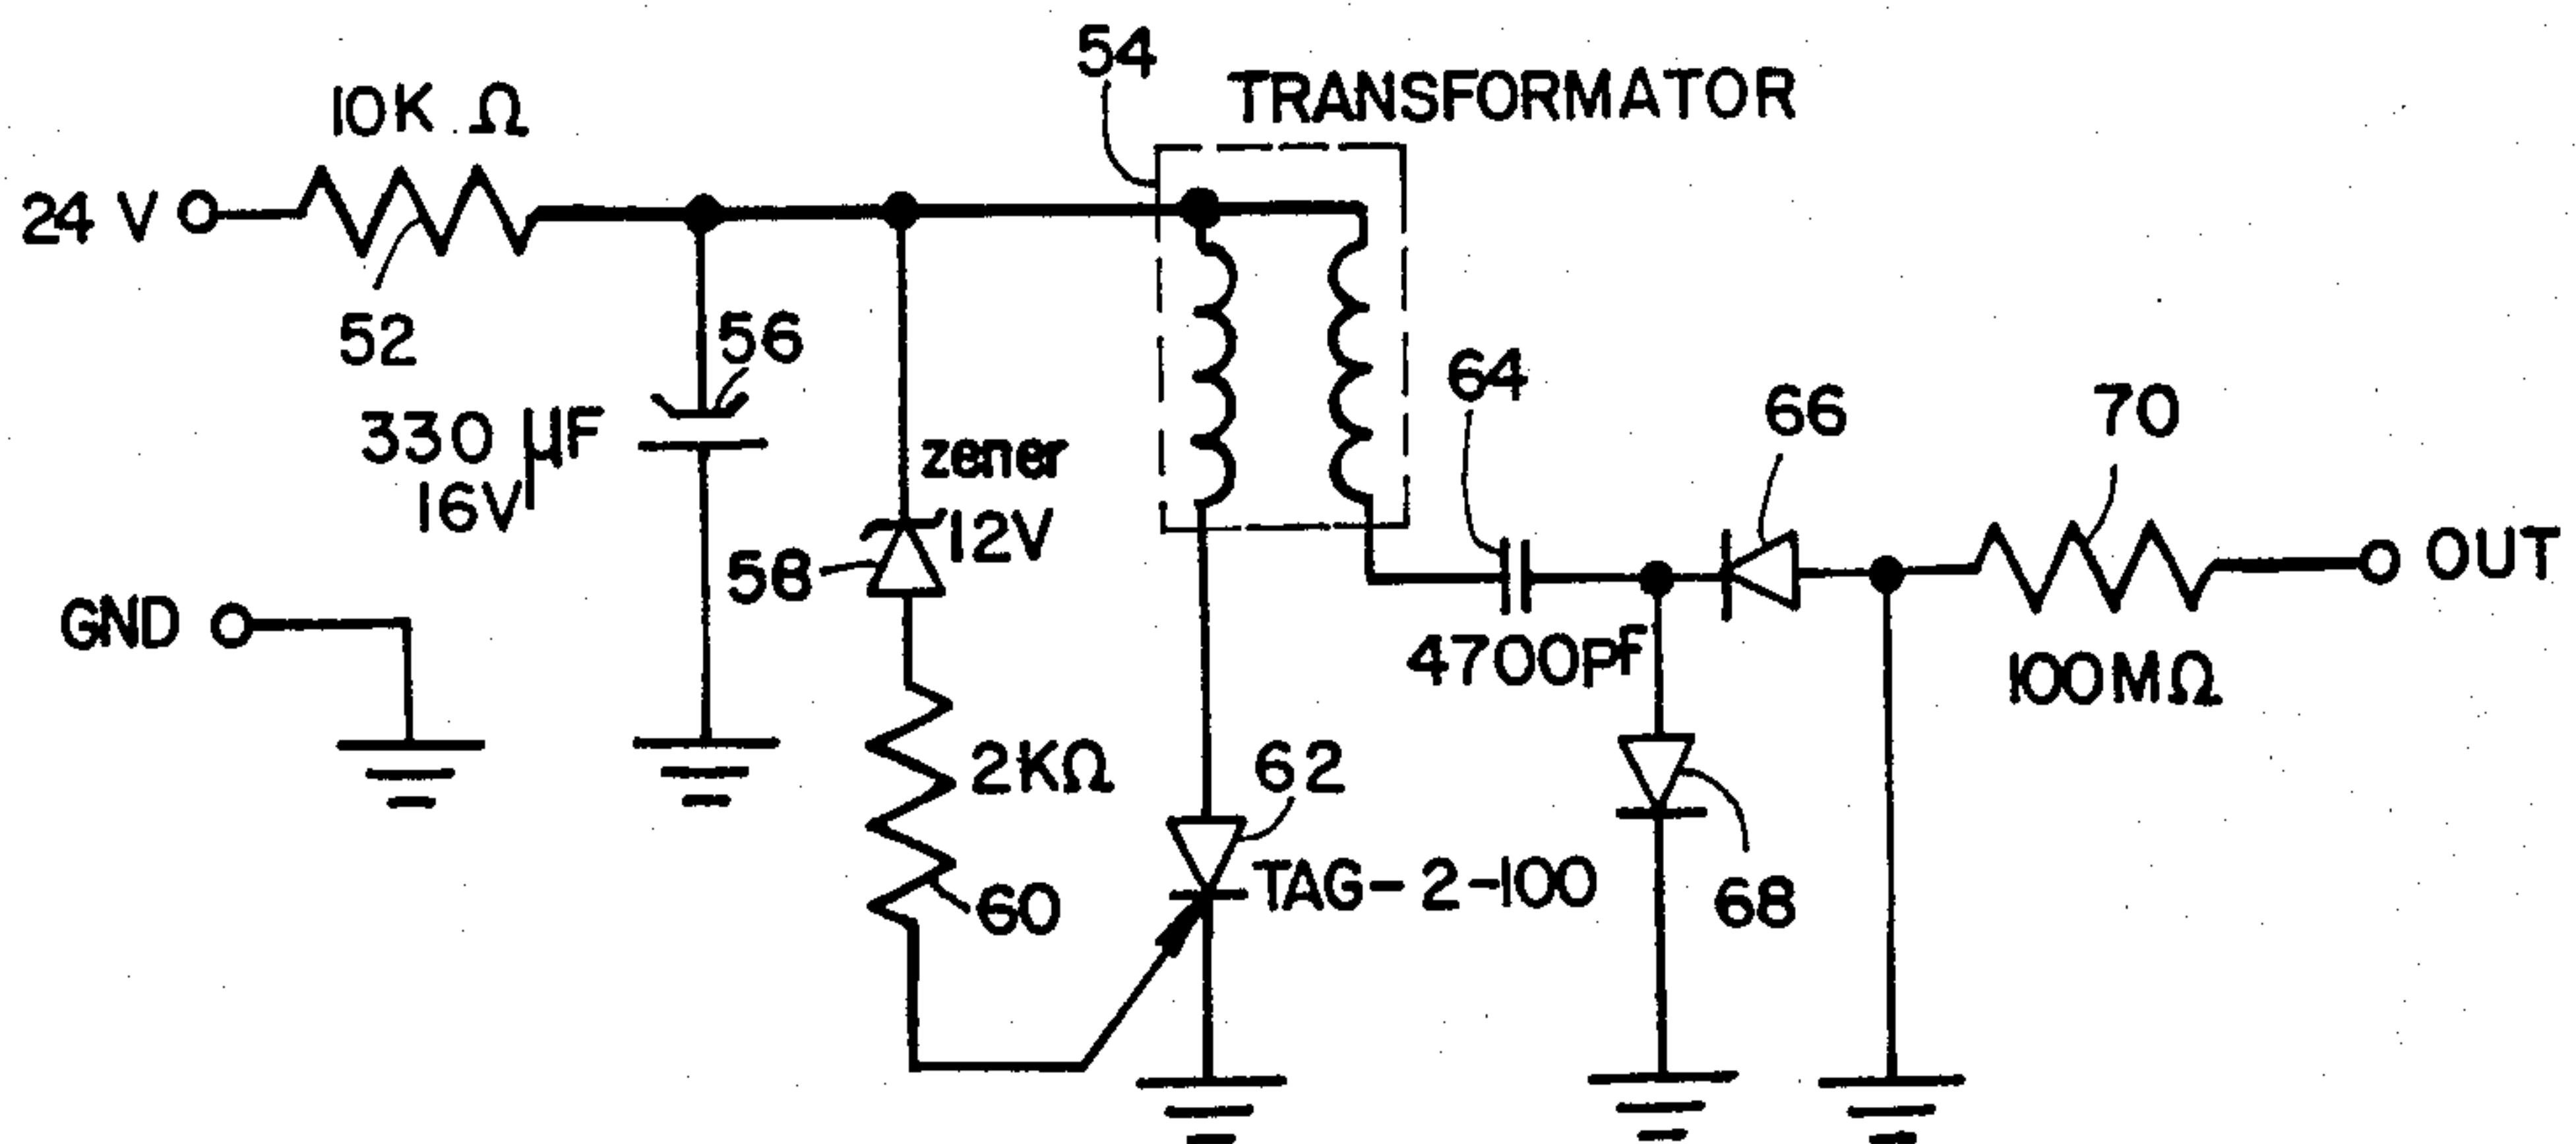 54
TRANSFORMATOR
10K Ω
24 V
52
56
330 µF
16V
zener
12V
58
64
66
70
OUT
GND
4700pf
100MΩ
2KΩ
62
TAG-2-100
60
68